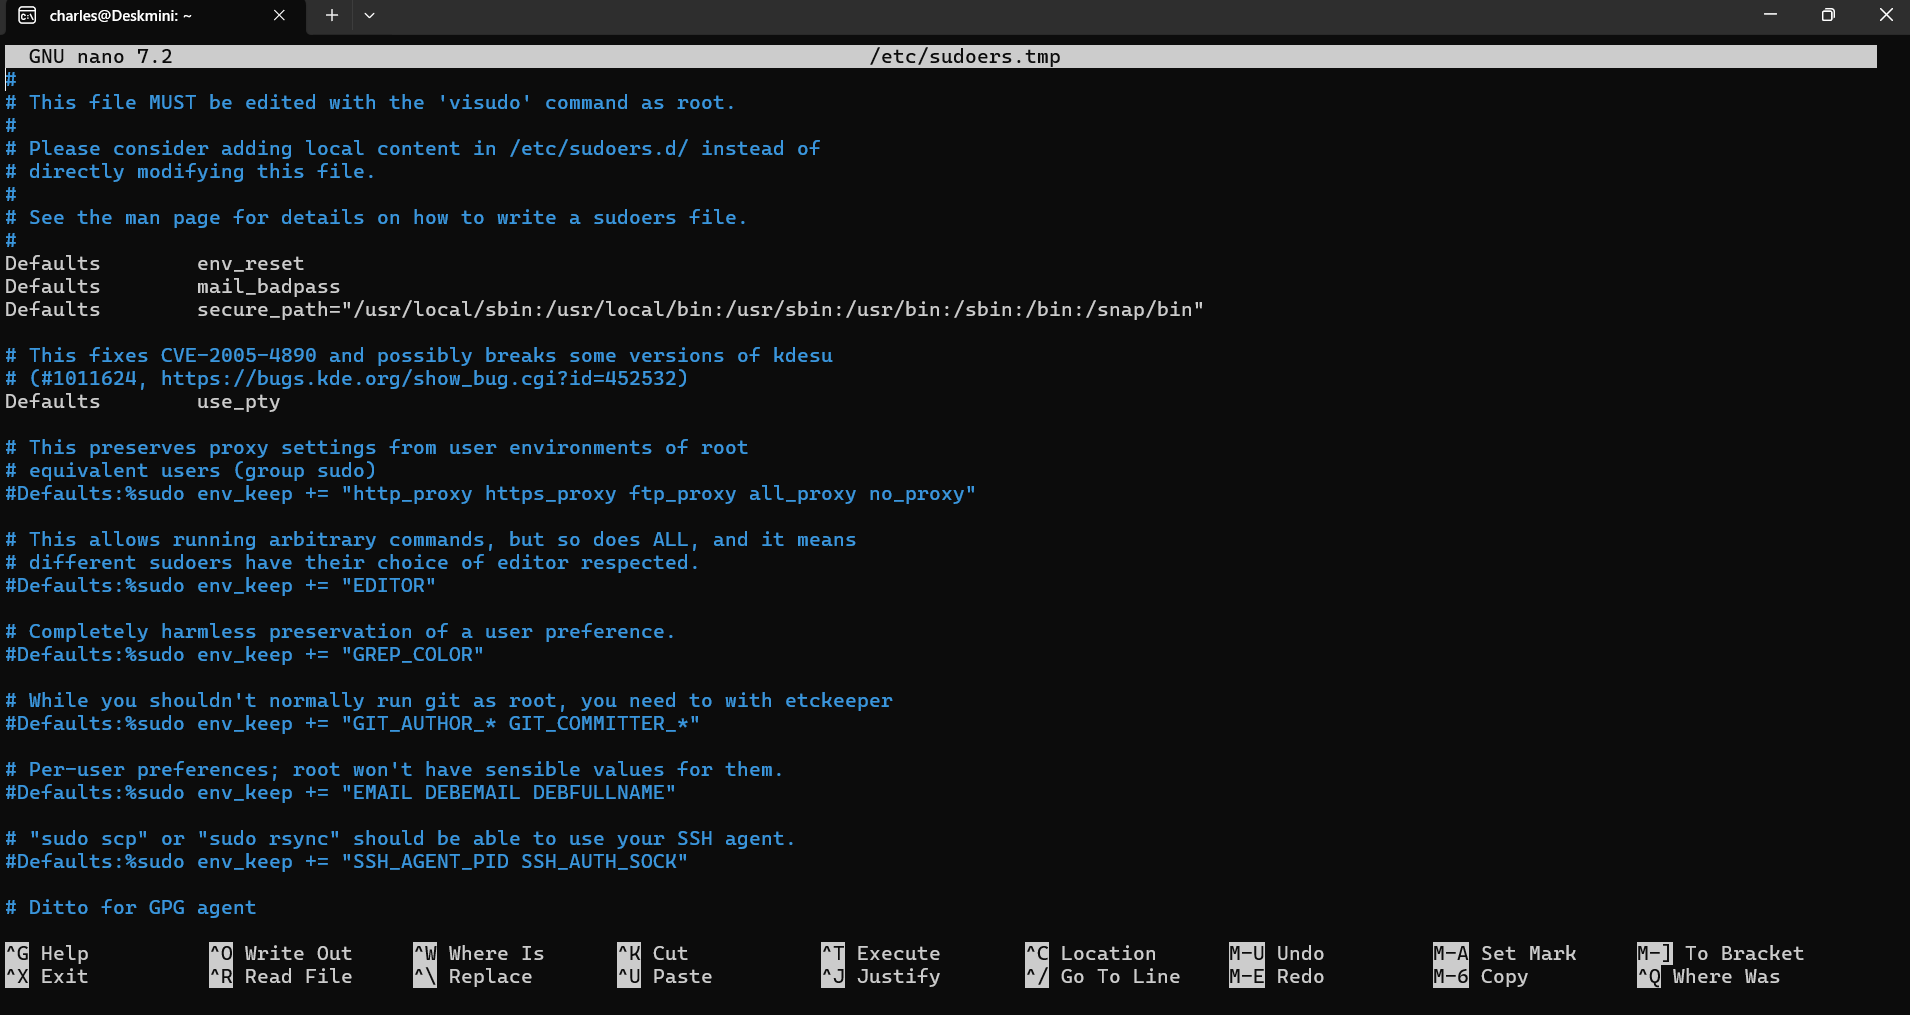 charles@Deskmini: ~
GNU nano 7.2 /etc/sudoers.tmp
#
# This file MUST be edited with the 'visudo' command as root.
#
# Please consider adding local content in /etc/sudoers.d/ instead of
# directly modifying this file.
#
# See the man page for details on how to write a sudoers file.
#
Defaults        env_reset
Defaults        mail_badpass
Defaults        secure_path="/usr/local/sbin:/usr/local/bin:/usr/sbin:/usr/bin:/sbin:/bin:/snap/bin"

# This fixes CVE-2005-4890 and possibly breaks some versions of kdesu
# (#1011624, https://bugs.kde.org/show_bug.cgi?id=452532)
Defaults        use_pty

# This preserves proxy settings from user environments of root
# equivalent users (group sudo)
#Defaults:%sudo env_keep += "http_proxy https_proxy ftp_proxy all_proxy no_proxy"

# This allows running arbitrary commands, but so does ALL, and it means
# different sudoers have their choice of editor respected.
#Defaults:%sudo env_keep += "EDITOR"

# Completely harmless preservation of a user preference.
#Defaults:%sudo env_keep += "GREP_COLOR"

# While you shouldn't normally run git as root, you need to with etckeeper
#Defaults:%sudo env_keep += "GIT_AUTHOR_* GIT_COMMITTER_*"

# Per-user preferences; root won't have sensible values for them.
#Defaults:%sudo env_keep += "EMAIL DEBEMAIL DEBFULLNAME"

# "sudo scp" or "sudo rsync" should be able to use your SSH agent.
#Defaults:%sudo env_keep += "SSH_AGENT_PID SSH_AUTH_SOCK"

# Ditto for GPG agent

^G Help ^O Write Out ^W Where Is ^K Cut ^T Execute ^C Location M-U Undo M-A Set Mark M-] To Bracket
^X Exit ^R Read File ^\ Replace ^U Paste ^J Justify ^/ Go To Line M-E Redo M-6 Copy ^Q Where Was